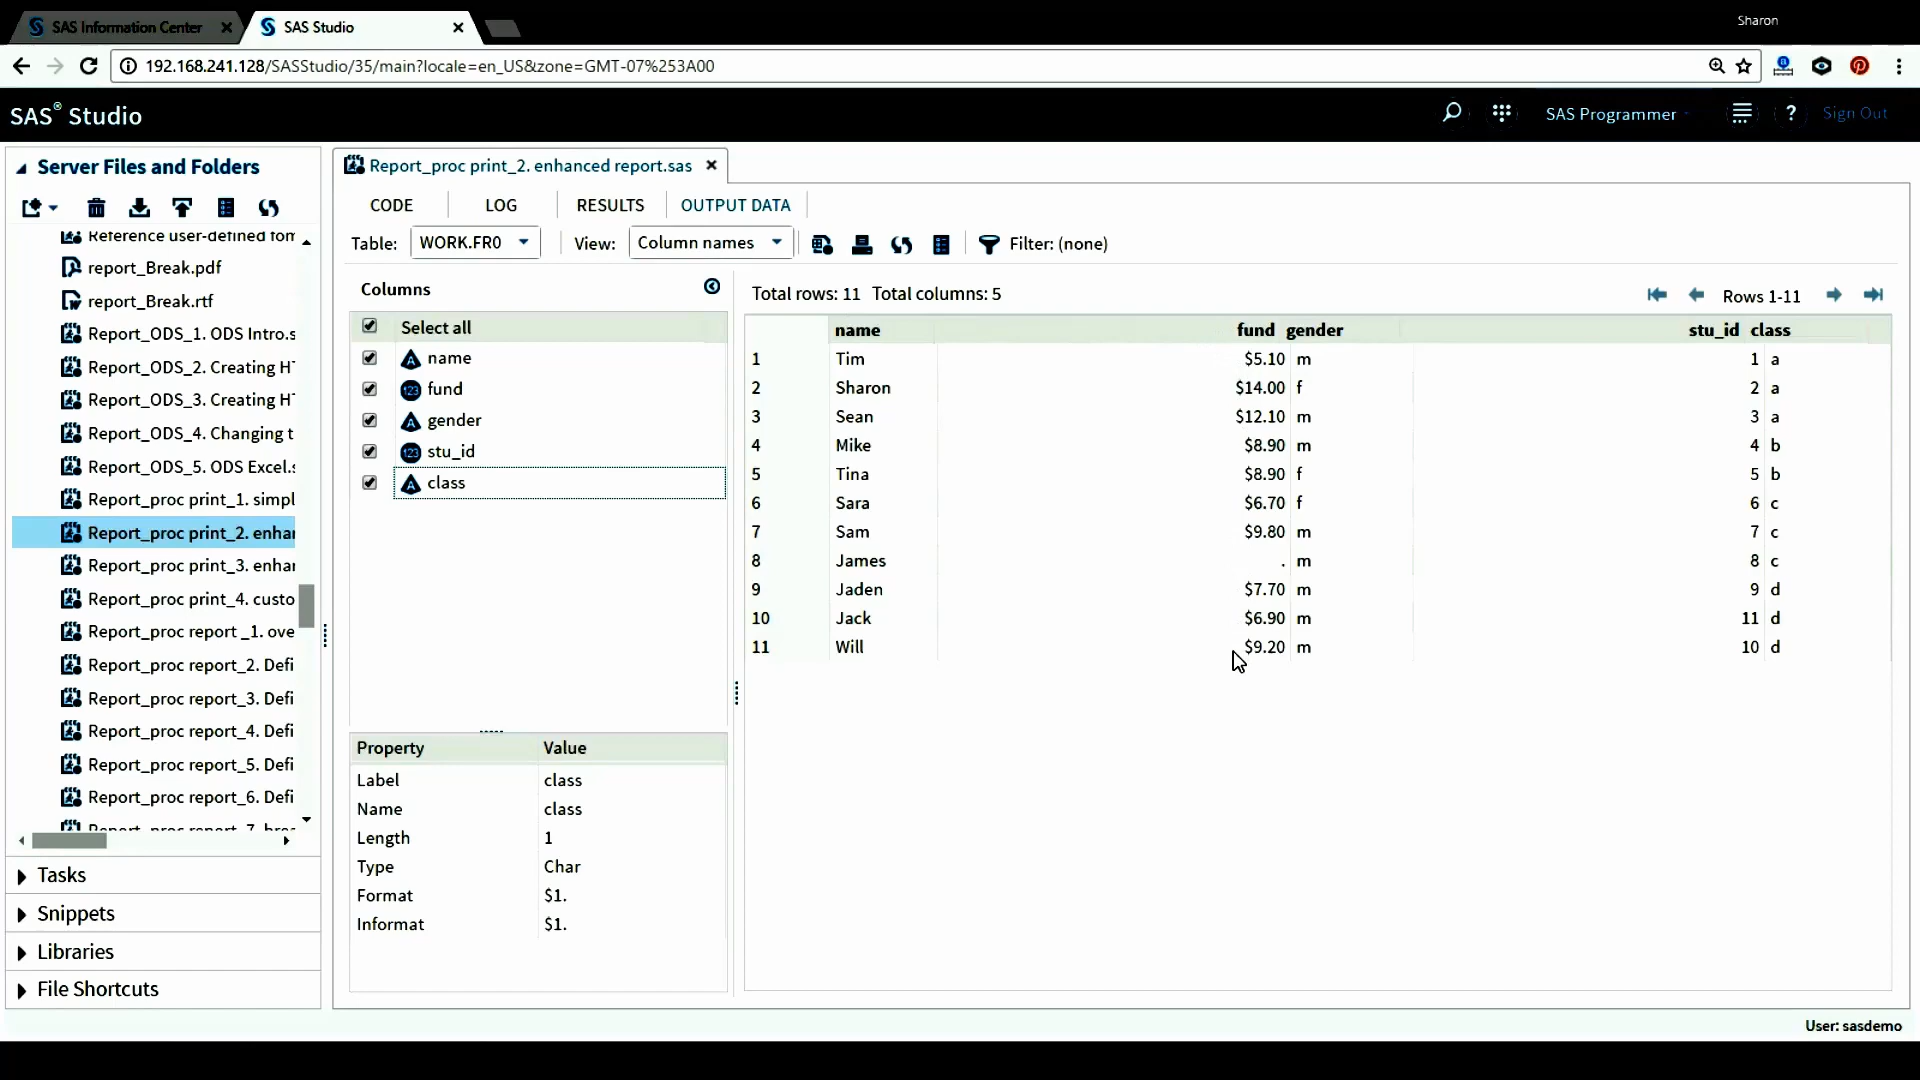 SAS Information Center
SAS Studio
Sharon
192.168.241.128/SASStudio/35/main?locale=en_US&zone=GMT-07%253A00
SAS® Studio
SAS Programmer
?
Sign Out
Server Files and Folders
Reference user-defined form
report_Break.pdf
report_Break.rtf
Report_ODS_1. ODS Intro.s
Report_ODS_2. Creating HT
Report_ODS_3. Creating HT
Report_ODS_4. Changing t
Report_ODS_5. ODS Excel.s
Report_proc print_1. simpl
Report_proc print_2. enhan
Report_proc print_3. enhan
Report_proc print_4. custo
Report_proc report _1. ove
Report_proc report_2. Defi
Report_proc report_3. Defi
Report_proc report_4. Defi
Report_proc report_5. Defi
Report_proc report_6. Defi
Report_proc report_7.
Tasks
Snippets
Libraries
File Shortcuts
Report_proc print_2. enhanced report.sas
CODE LOG RESULTS OUTPUT DATA
Table: WORK.FR0 View: Column names Filter: (none)
Columns
Select all
name
fund
gender
stu_id
class
Property Value
Label class
Name class
Length 1
Type Char
Format $1.
Informat $1.
Total rows: 11 Total columns: 5
Rows 1-11
name fund gender stu_id class
1 Tim $5.10 m 1 a
2 Sharon $14.00 f 2 a
3 Sean $12.10 m 3 a
4 Mike $8.90 m 4 b
5 Tina $8.90 f 5 b
6 Sara $6.70 f 6 c
7 Sam $9.80 m 7 c
8 James . m 8 c
9 Jaden $7.70 m 9 d
10 Jack $6.90 m 11 d
11 Will $9.20 m 10 d
User: sasdemo